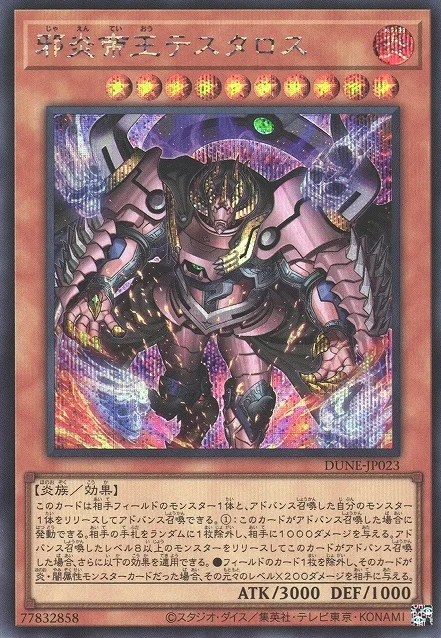 邪炎帝王テスタロス
炎
DUNE-JP023
【炎族／効果】
このカードは相手フィールドのモンスター1体と、アドバンス召喚した自分のモンスター
1体をリリースしてアドバンス召喚できる。①：このカードがアドバンス召喚した場合に
発動できる。相手の手札をランダムに1枚除外し、相手に1000ダメージを与える。アド
バンス召喚したレベル8以上のモンスターをリリースしてこのカードがアドバンス召喚し
た場合、さらに以下の効果を適用できる。●フィールドのカード1枚を除外し、それが
炎・闇属性モンスターカードだった場合、その元々のレベル×200ダメージを相手に与える。
ATK/3000 DEF/1000
77832858
©スタジオ・ダイス／集英社・テレビ東京・KONAMI